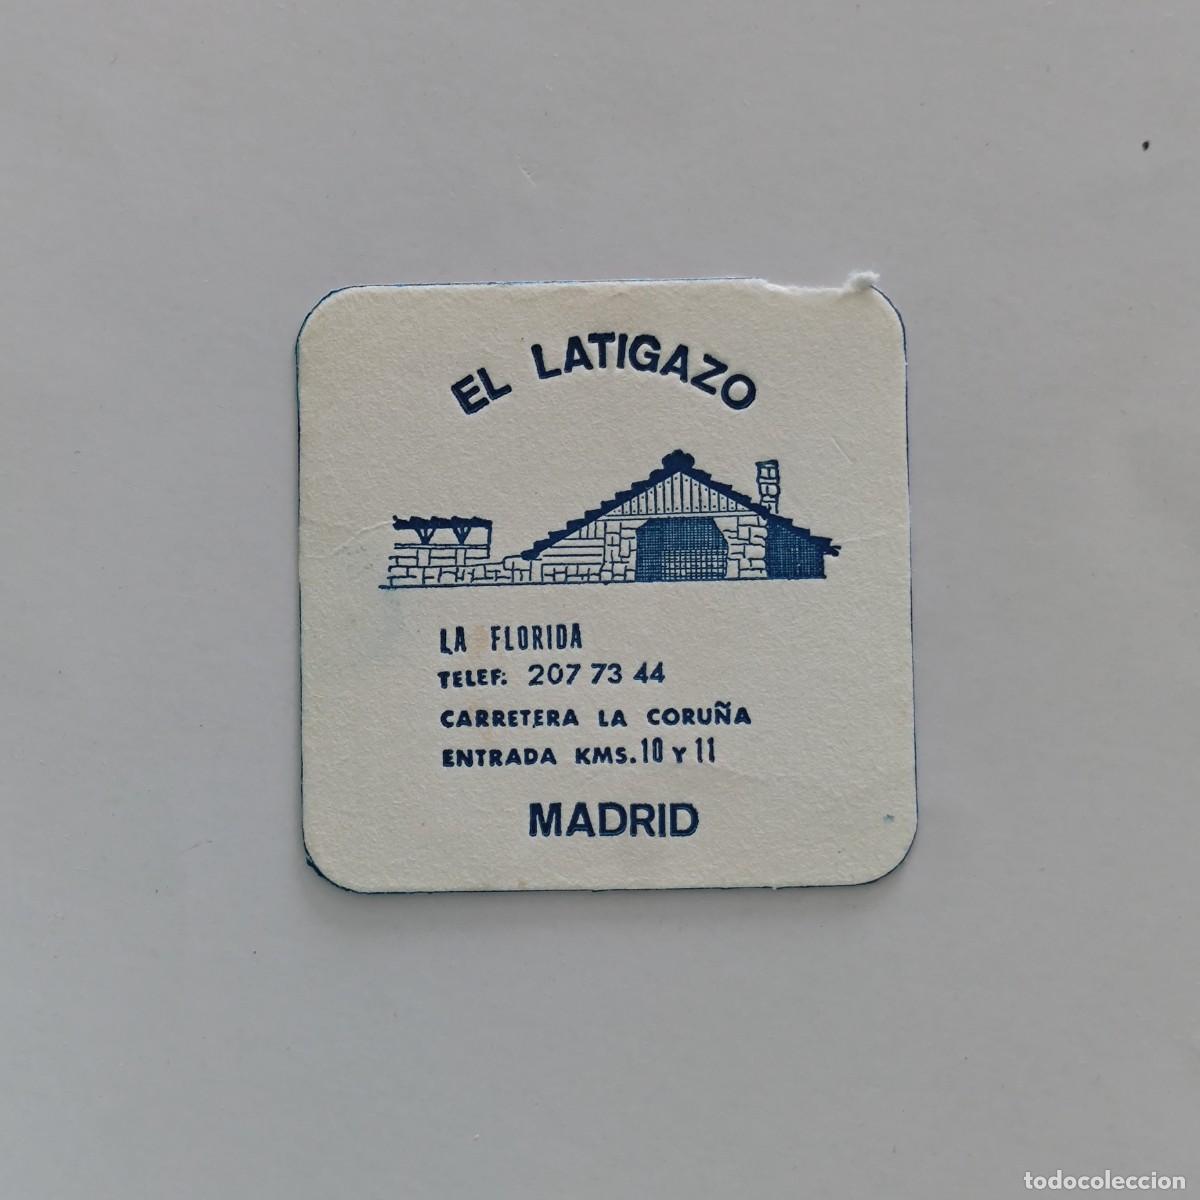 EL LATIGAZO
LA FLORIDA
TELEF: 207 73 44
CARRETERA LA CORUÑA
ENTRADA KMS. 10 Y 11
MADRID
todocoleccion